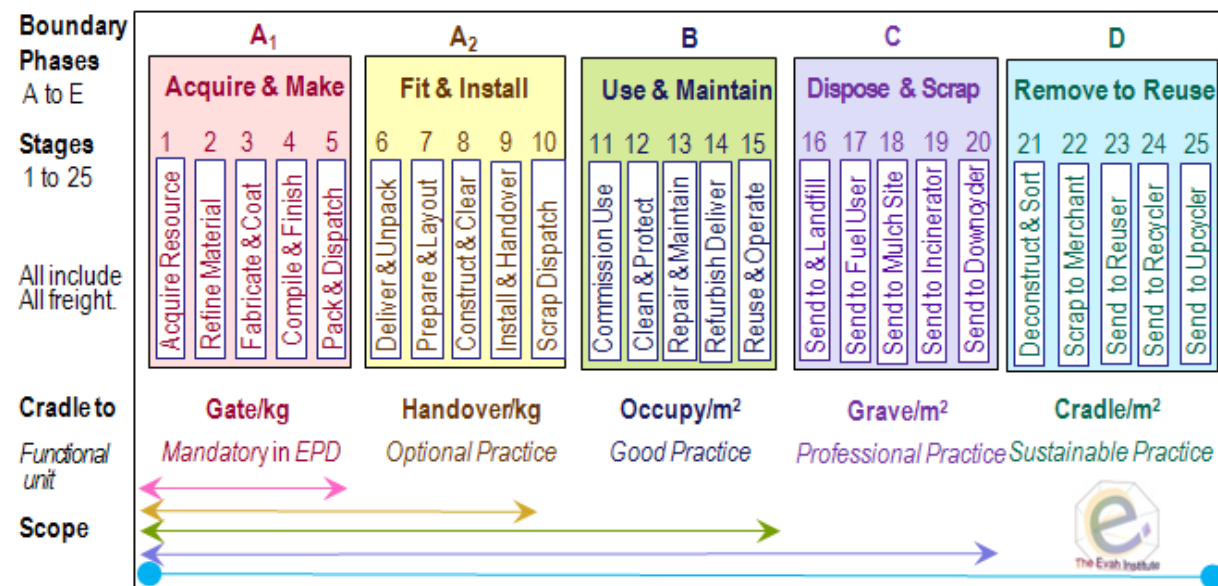 Boundary
Phases
A to E
Stages
1 to 25
All include
All freight.
A₁
Acquire & Make
1 2 3 4 5
Acquire Resource
Refine Material
Fabricate & Coat
Compile & Finish
Pack & Dispatch
A₂
Fit & Install
6 7 8 9 10
Deliver & Unpack
Prepare & Layout
Construct & Clear
Install & Handover
Scrap Dispatch
B
Use & Maintain
11 12 13 14 15
Commission Use
Clean & Protect
Repair & Maintain
Refurbish Deliver
Reuse & Operate
C
Dispose & Scrap
16 17 18 19 20
Send to & Landfill
Send to Fuel User
Send to Mulch Site
Send to Incinerator
Send to Downcyder
D
Remove to Reuse
21 22 23 24 25
Deconstruct & Sort
Scrap to Merchant
Send to Reuser
Send to Recycler
Send to Upcycler
Cradle to
Gate/kg
Handover/kg
Occupy/m²
Grave/m²
Cradle/m²
Functional
unit
Mandatory in EPD
Optional Practice
Good Practice
Professional Practice
Sustainable Practice
Scope
e
The Evah Institute